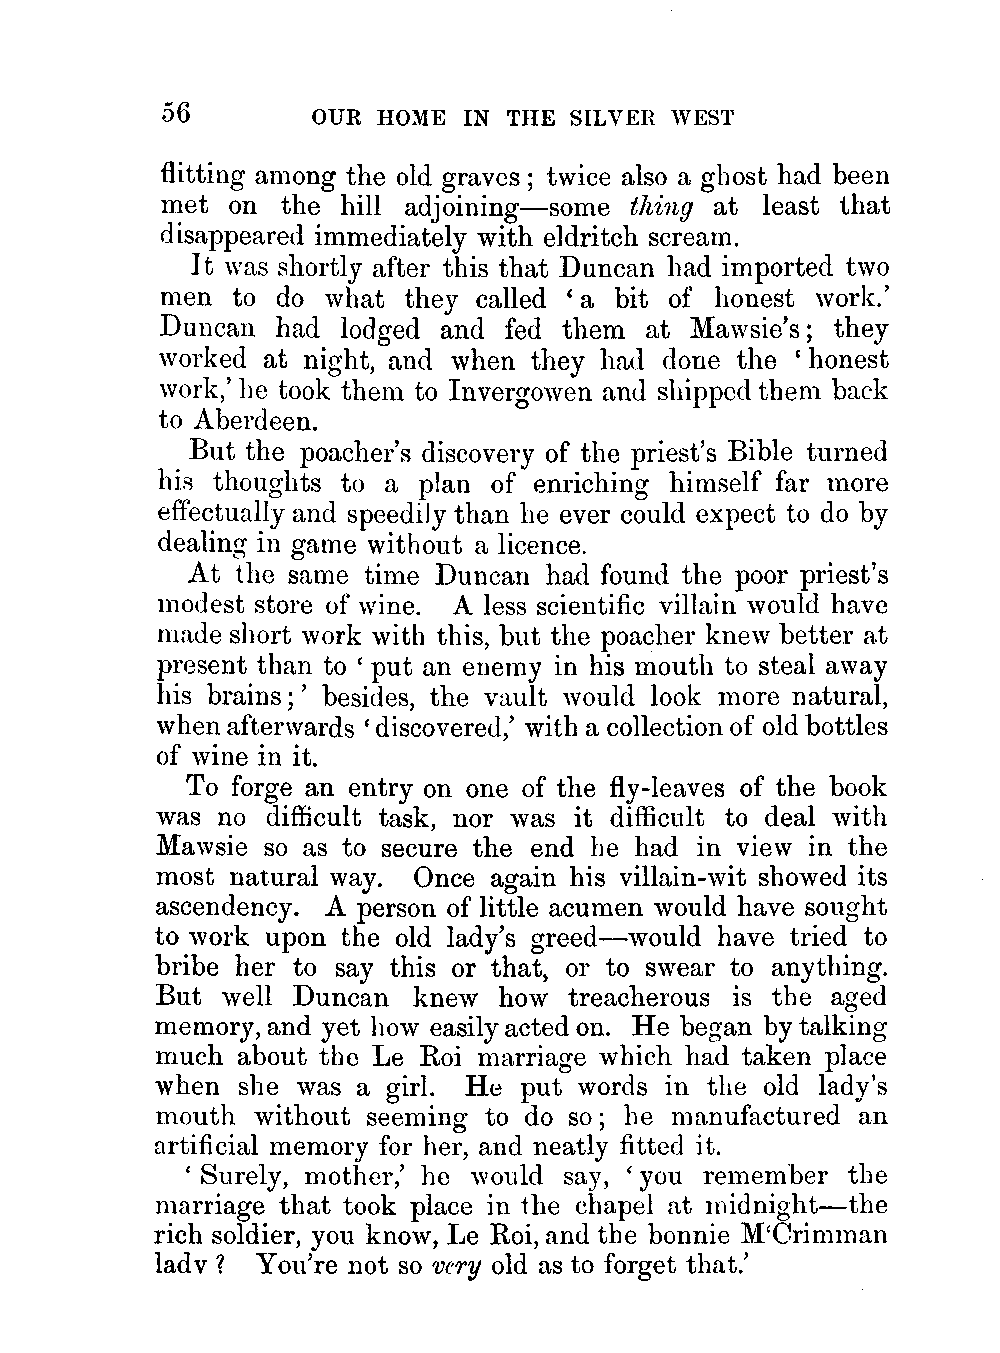 56 OUR HOME IN THE SILVER WEST
flitting among the old graves; twice also a ghost had been
met on the hill adjoining—some thing at least that
disappeared immediately with eldritch scream.
It was shortly after this that Duncan had imported two
men to do what they called ‘a bit of honest work.’
Duncan had lodged and fed them at Mawsie’s; they
worked at night, and when they had done the ‘honest
work,’ he took them to Invergowen and shipped them back
to Aberdeen.
But the poacher’s discovery of the priest’s Bible turned
his thoughts to a plan of enriching himself far more
effectually and speedily than he ever could expect to do by
dealing in game without a licence.
At the same time Duncan had found the poor priest’s
modest store of wine. A less scientific villain would have
made short work with this, but the poacher knew better at
present than to ‘put an enemy in his mouth to steal away
his brains;’ besides, the vault would look more natural,
when afterwards ‘discovered,’ with a collection of old bottles
of wine in it.
To forge an entry on one of the fly-leaves of the book
was no difficult task, nor was it difficult to deal with
Mawsie so as to secure the end he had in view in the
most natural way. Once again his villain-wit showed its
ascendency. A person of little acumen would have sought
to work upon the old lady’s greed—would have tried to
bribe her to say this or that, or to swear to anything.
But well Duncan knew how treacherous is the aged
memory, and yet how easily acted on. He began by talking
much about the Le Roi marriage which had taken place
when she was a girl. He put words in the old lady’s
mouth without seeming to do so; he manufactured an
artificial memory for her, and neatly fitted it.
‘Surely, mother,’ he would say, ‘you remember the
marriage that took place in the chapel at midnight—the
rich soldier, you know, Le Roi, and the bonnie M‘Crimman
lady? You’re not so very old as to forget that.’